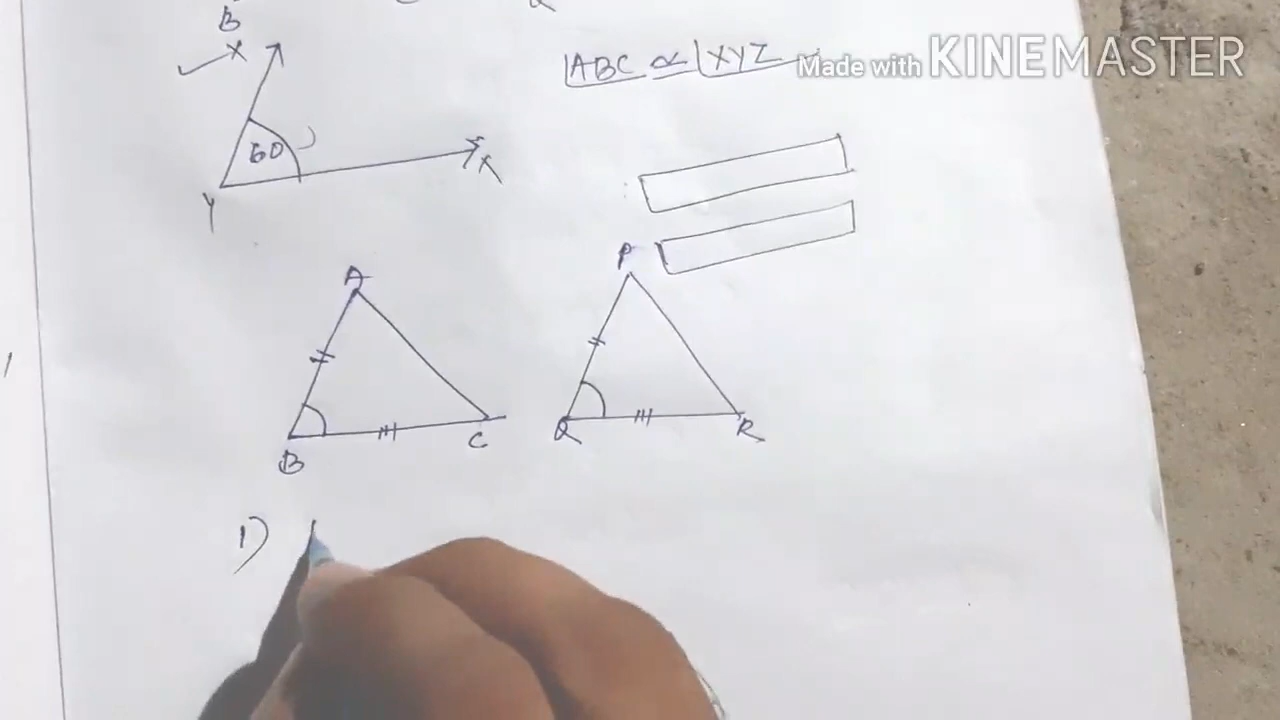 B
X
∠ABC ≅ ∠XYZ
Made with KINEMASTER
60
X
Y
P
A
B
C
Q
R
1)